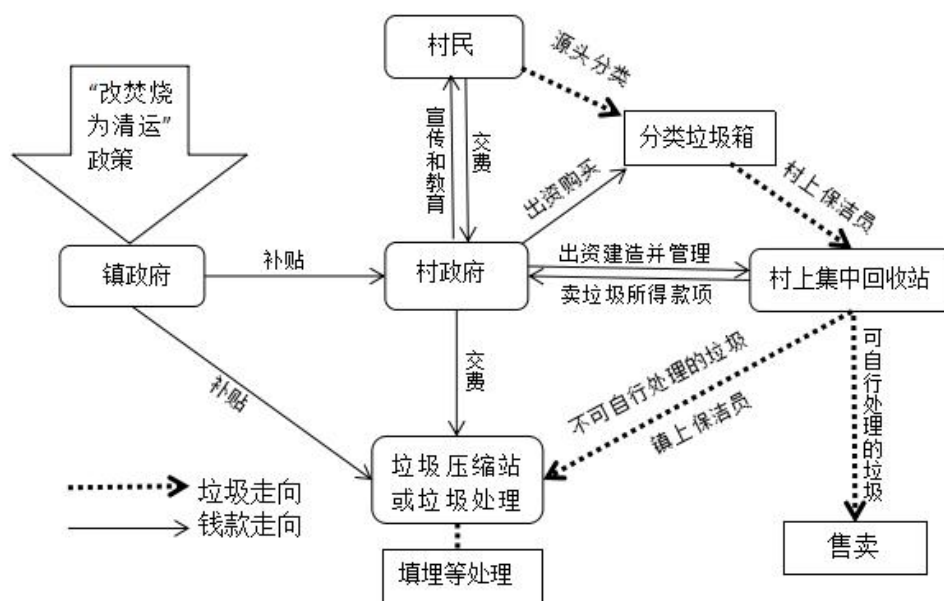 村民
源头分类
“改焚烧
为清运”
政策
宣传和教育
交费
分类垃圾箱
出资购买
村上保洁员
镇政府
补贴
村政府
出资建造并管理
卖垃圾所得款项
村上集中回收站
补贴
交费
不可自行处理的垃圾
镇上保洁员
可自行处理的垃圾
垃圾压缩站
或垃圾处理
垃圾走向
钱款走向
填埋等处理
售卖